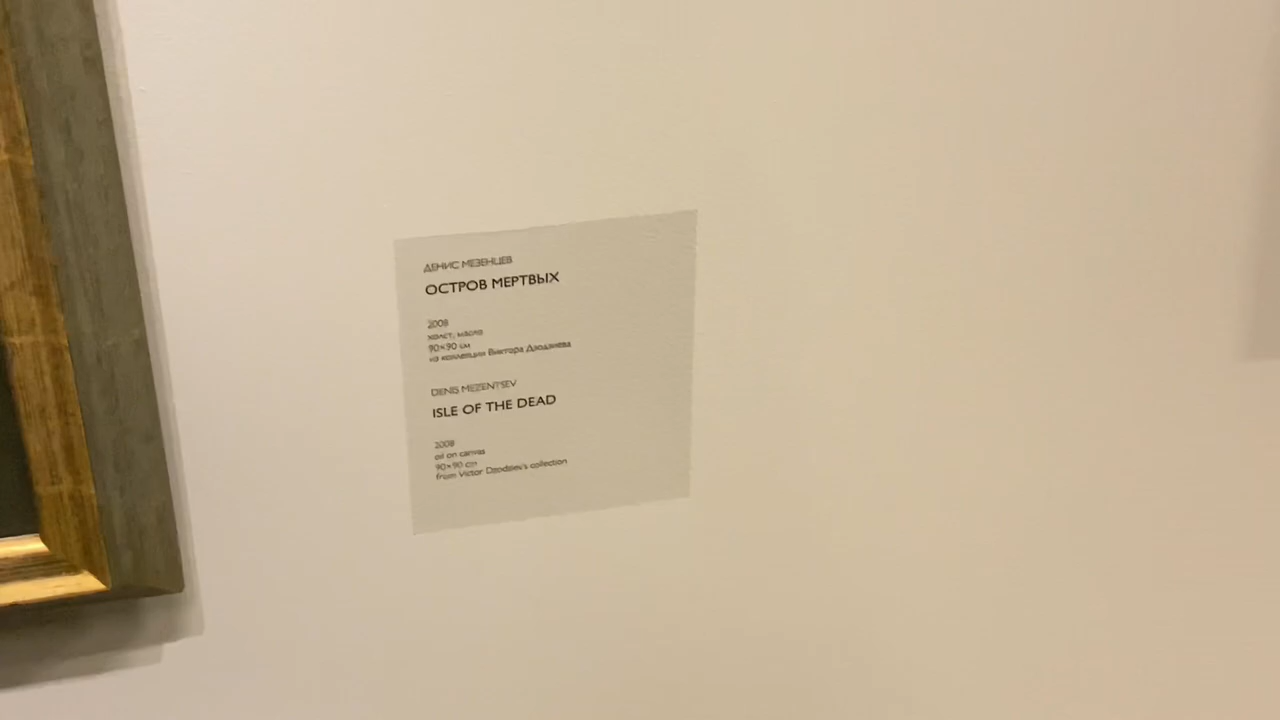 ДЕНИС МЕЗЕНЦЕВ
ОСТРОВ МЕРТВЫХ
2008
холст, масло
90×90 см
из коллекции Виктора Дзодзиева
DENIS MEZENTSEV
ISLE OF THE DEAD
2008
oil on canvas
90×90 cm
from Victor Dzodziev's collection